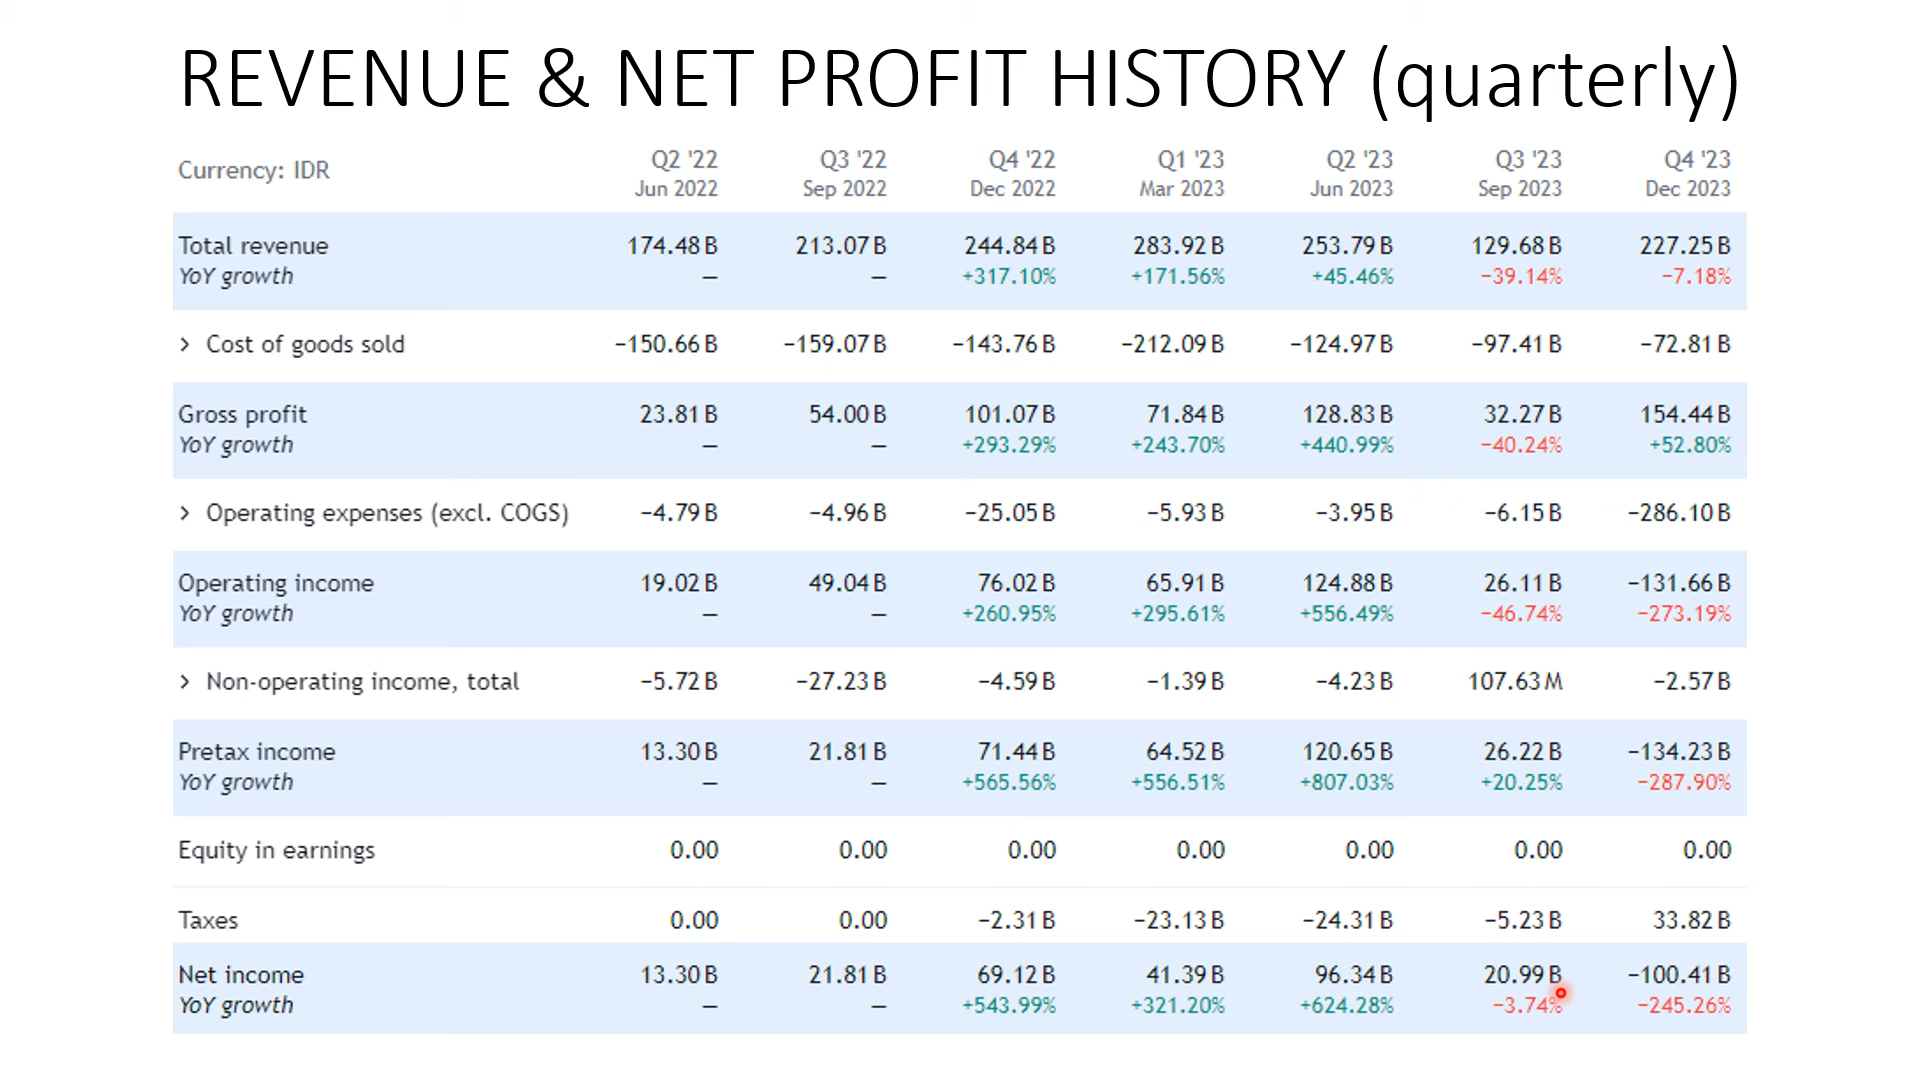 REVENUE & NET PROFIT HISTORY (quarterly)
Currency: IDR Q2 '22 Q3 '22 Q4 '22 Q1 '23 Q2 '23 Q3 '23 Q4 '23
Jun 2022 Sep 2022 Dec 2022 Mar 2023 Jun 2023 Sep 2023 Dec 2023
Total revenue 174.48 B 213.07 B 244.84 B 283.92 B 253.79 B 129.68 B 227.25 B
YoY growth — — +317.10% +171.56% +45.46% −39.14% −7.18%
> Cost of goods sold −150.66 B −159.07 B −143.76 B −212.09 B −124.97 B −97.41 B −72.81 B
Gross profit 23.81 B 54.00 B 101.07 B 71.84 B 128.83 B 32.27 B 154.44 B
YoY growth — — +293.29% +243.70% +440.99% −40.24% +52.80%
> Operating expenses (excl. COGS) −4.79 B −4.96 B −25.05 B −5.93 B −3.95 B −6.15 B −286.10 B
Operating income 19.02 B 49.04 B 76.02 B 65.91 B 124.88 B 26.11 B −131.66 B
YoY growth — — +260.95% +295.61% +556.49% −46.74% −273.19%
> Non-operating income, total −5.72 B −27.23 B −4.59 B −1.39 B −4.23 B 107.63 M −2.57 B
Pretax income 13.30 B 21.81 B 71.44 B 64.52 B 120.65 B 26.22 B −134.23 B
YoY growth — — +565.56% +556.51% +807.03% +20.25% −287.90%
Equity in earnings 0.00 0.00 0.00 0.00 0.00 0.00 0.00
Taxes 0.00 0.00 −2.31 B −23.13 B −24.31 B −5.23 B 33.82 B
Net income 13.30 B 21.81 B 69.12 B 41.39 B 96.34 B 20.99 B −100.41 B
YoY growth — — +543.99% +321.20% +624.28% −3.74% −245.26%